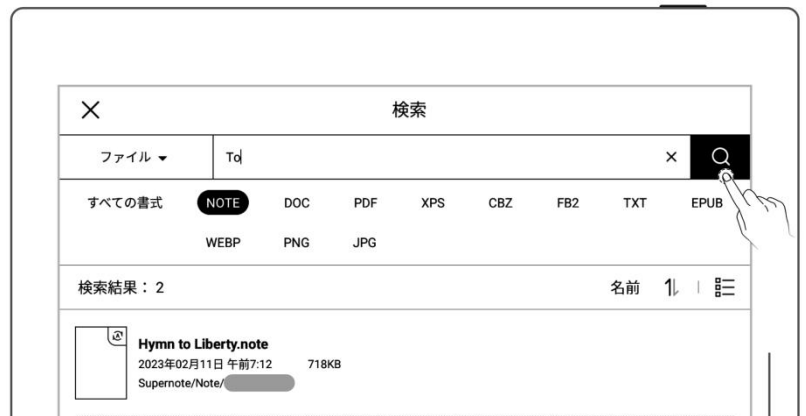 検索
ファイル To
すべての書式 NOTE DOC PDF XPS CBZ FB2 TXT EPUB
WEBP PNG JPG
検索結果：2 名前
Hymn to Liberty.note
2023年02月11日 午前7:12 718KB
Supernote/Note/